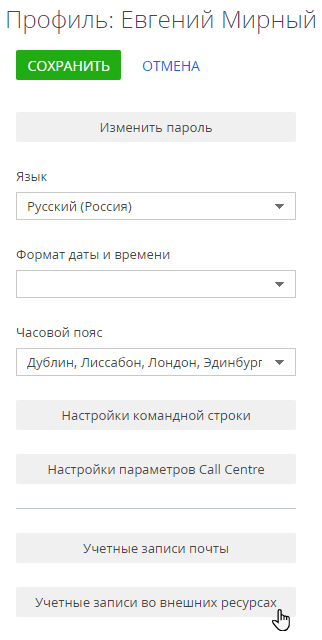 Профиль: Евгений Мирный
СОХРАНИТЬ ОТМЕНА
Изменить пароль
Язык
Русский (Россия)
Формат даты и времени
Часовой пояс
Дублин, Лиссабон, Лондон, Эдинбург
Настройки командной строки
Настройки параметров Call Centre
Учетные записи почты
Учетные записи во внешних ресурсах